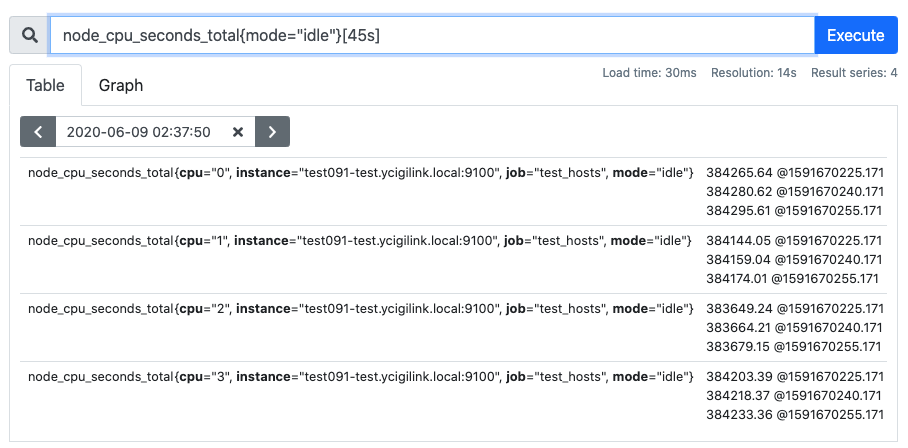 node_cpu_seconds_total{mode="idle"}[45s]
Execute
Load time: 30ms Resolution: 14s Result series: 4
Table
Graph
2020-06-09 02:37:50
node_cpu_seconds_total{cpu="0", instance="test091-test.ycigilink.local:9100", job="test_hosts", mode="idle"}
384265.64 @1591670225.171
384280.62 @1591670240.171
384295.61 @1591670255.171
node_cpu_seconds_total{cpu="1", instance="test091-test.ycigilink.local:9100", job="test_hosts", mode="idle"}
384144.05 @1591670225.171
384159.04 @1591670240.171
384174.01 @1591670255.171
node_cpu_seconds_total{cpu="2", instance="test091-test.ycigilink.local:9100", job="test_hosts", mode="idle"}
383649.24 @1591670225.171
383664.21 @1591670240.171
383679.15 @1591670255.171
node_cpu_seconds_total{cpu="3", instance="test091-test.ycigilink.local:9100", job="test_hosts", mode="idle"}
384203.39 @1591670225.171
384218.37 @1591670240.171
384233.36 @1591670255.171